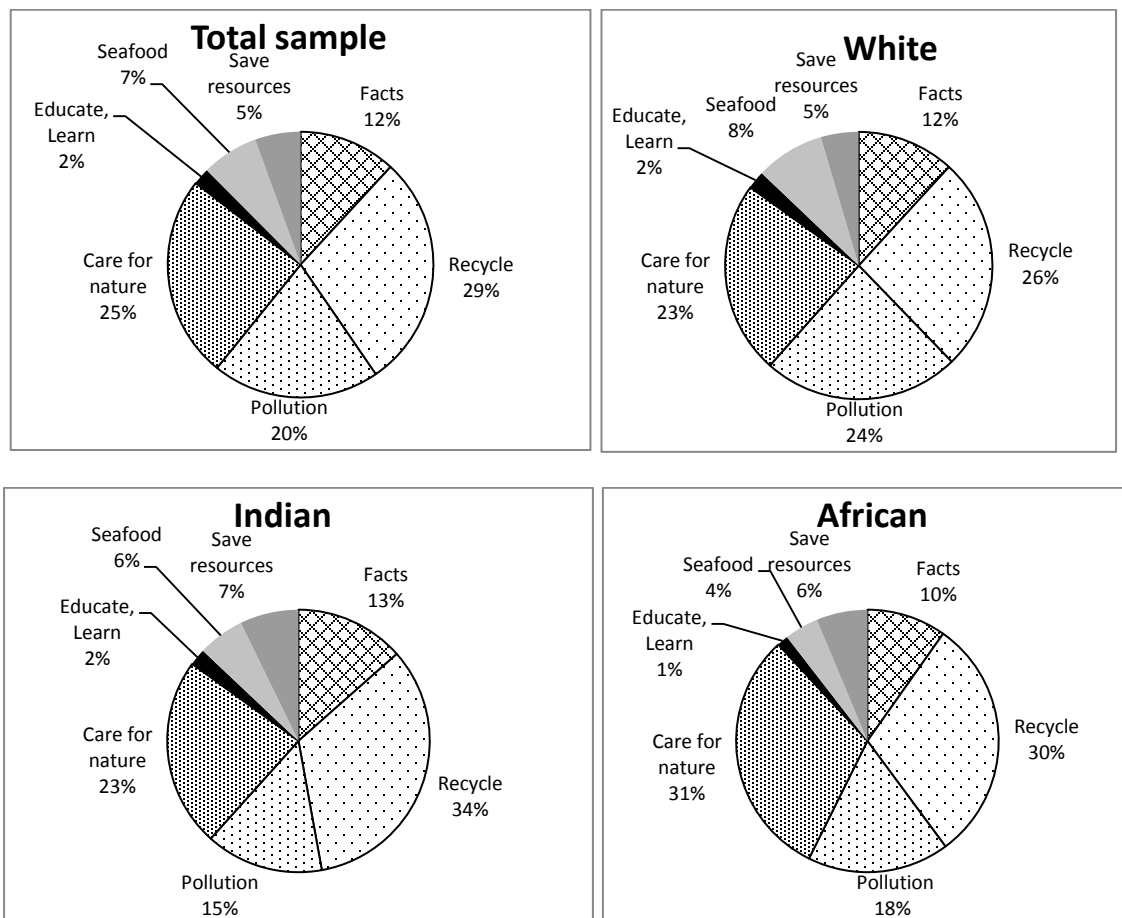 Total sample
Seafood
7%
Save
resources
5%
Facts
12%
Educate,
Learn
2%
Care for
nature
25%
Recycle
29%
Pollution
20%
White
Save
resources
5%
Seafood
8%
Facts
12%
Educate,
Learn
2%
Care for
nature
23%
Recycle
26%
Pollution
24%
Indian
Seafood
6%
Save
resources
7%
Facts
13%
Educate,
Learn
2%
Care for
nature
23%
Recycle
34%
Pollution
15%
African
Save
resources
6%
Seafood
4%
Facts
10%
Educate,
Learn
1%
Care for
nature
31%
Recycle
30%
Pollution
18%